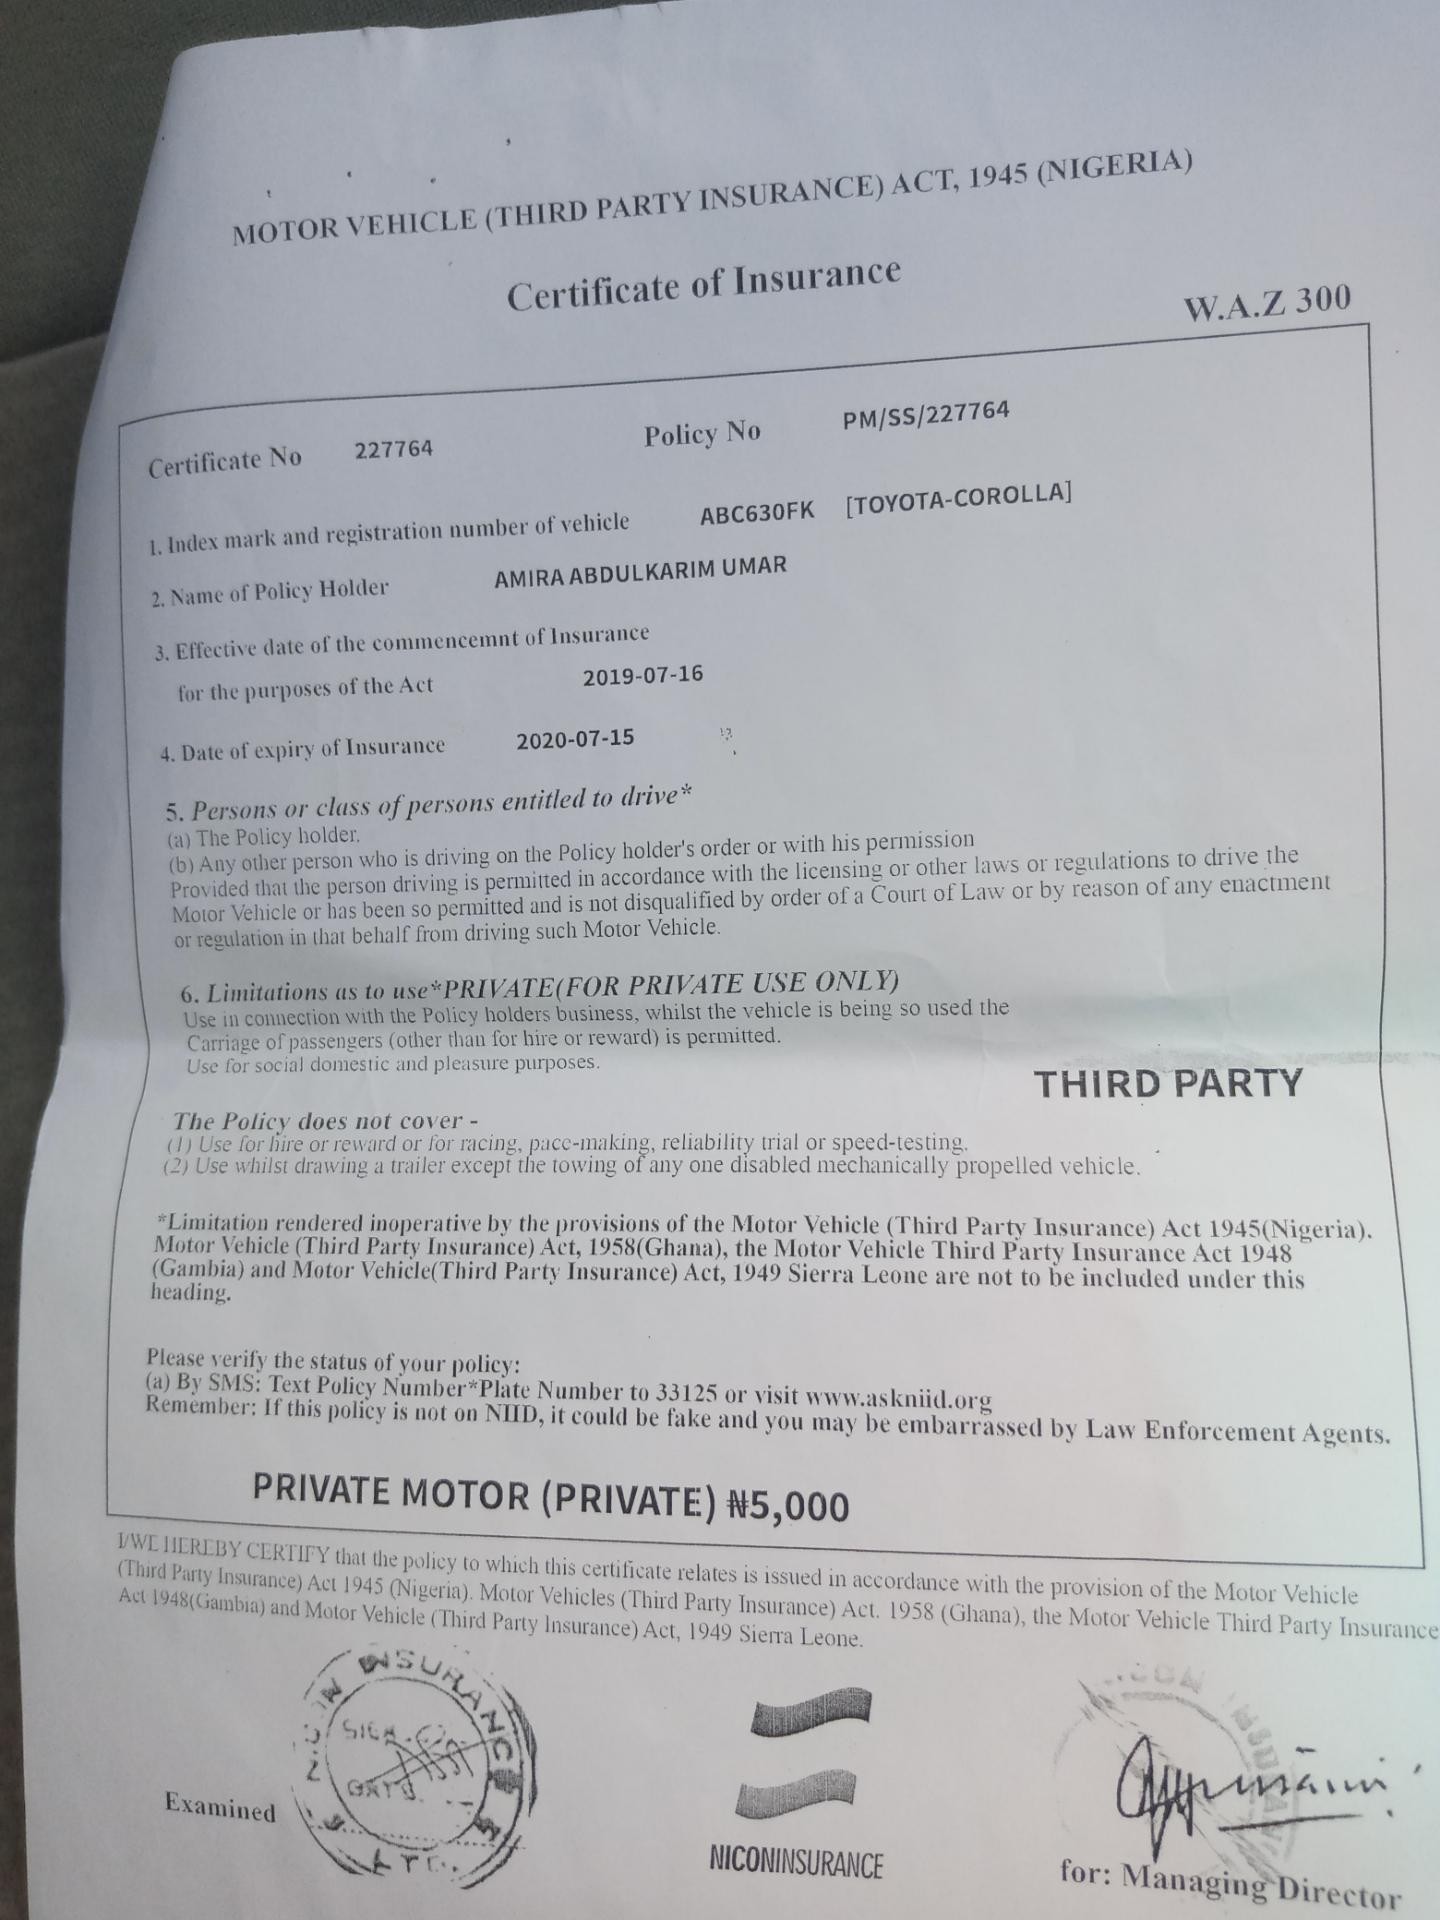 MOTOR VEHICLE (THIRD PARTY INSURANCE) ACT, 1945 (NIGERIA)
Certificate of Insurance
W.A.Z 300
Certificate No 227764 Policy No PM/SS/227764
1. Index mark and registration number of vehicle ABC630FK [TOYOTA-COROLLA]
2. Name of Policy Holder AMIRA ABDULKARIM UMAR
3. Effective date of the commencemnt of Insurance
for the purposes of the Act 2019-07-16
4. Date of expiry of Insurance 2020-07-15
5. Persons or class of persons entitled to drive*
(a) The Policy holder.
(b) Any other person who is driving on the Policy holder's order or with his permission
Provided that the person driving is permitted in accordance with the licensing or other laws or regulations to drive the
Motor Vehicle or has been so permitted and is not disqualified by order of a Court of Law or by reason of any enactment
or regulation in that behalf from driving such Motor Vehicle.
6. Limitations as to use*PRIVATE(FOR PRIVATE USE ONLY)
Use in connection with the Policy holders business, whilst the vehicle is being so used the
Carriage of passengers (other than for hire or reward) is permitted.
Use for social domestic and pleasure purposes.
THIRD PARTY
The Policy does not cover -
(1) Use for hire or reward or for racing, pace-making, reliability trial or speed-testing.
(2) Use whilst drawing a trailer except the towing of any one disabled mechanically propelled vehicle.
*Limitation rendered inoperative by the provisions of the Motor Vehicle (Third Party Insurance) Act 1945(Nigeria).
Motor Vehicle (Third Party Insurance) Act, 1958(Ghana), the Motor Vehicle Third Party Insurance Act 1948
(Gambia) and Motor Vehicle(Third Party Insurance) Act, 1949 Sierra Leone are not to be included under this
heading.
Please verify the status of your policy:
(a) By SMS: Text Policy Number*Plate Number to 33125 or visit www.askniid.org
Remember: If this policy is not on NIID, it could be fake and you may be embarrassed by Law Enforcement Agents.
PRIVATE MOTOR (PRIVATE) ₦5,000
I/WE HEREBY CERTIFY that the policy to which this certificate relates is issued in accordance with the provision of the Motor Vehicle
(Third Party Insurance) Act 1945 (Nigeria). Motor Vehicles (Third Party Insurance) Act. 1958 (Ghana), the Motor Vehicle Third Party Insurance
Act 1948(Gambia) and Motor Vehicle (Third Party Insurance) Act, 1949 Sierra Leone.
Examined
INSURANCE
LTD.
NICONINSURANCE
for: Managing Director